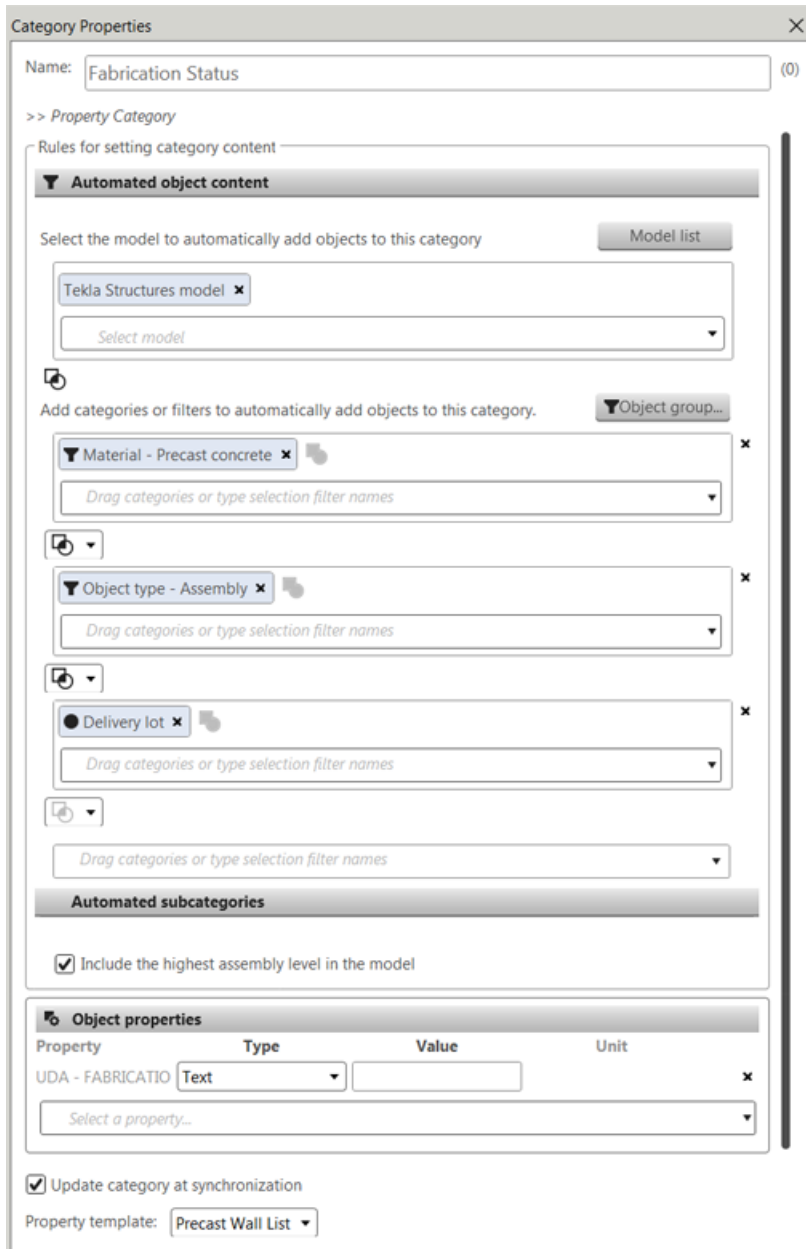 Category Properties
Name: Fabrication Status (0)
>> Property Category
Rules for setting category content
Automated object content
Select the model to automatically add objects to this category Model list
Tekla Structures model
Select model
Add categories or filters to automatically add objects to this category. Object group...
Material - Precast concrete
Drag categories or type selection filter names
Object type - Assembly
Drag categories or type selection filter names
Delivery lot
Drag categories or type selection filter names
Drag categories or type selection filter names
Automated subcategories
Include the highest assembly level in the model
Object properties
Property Type Value Unit
UDA - FABRICATIO Text
Select a property...
Update category at synchronization
Property template: Precast Wall List